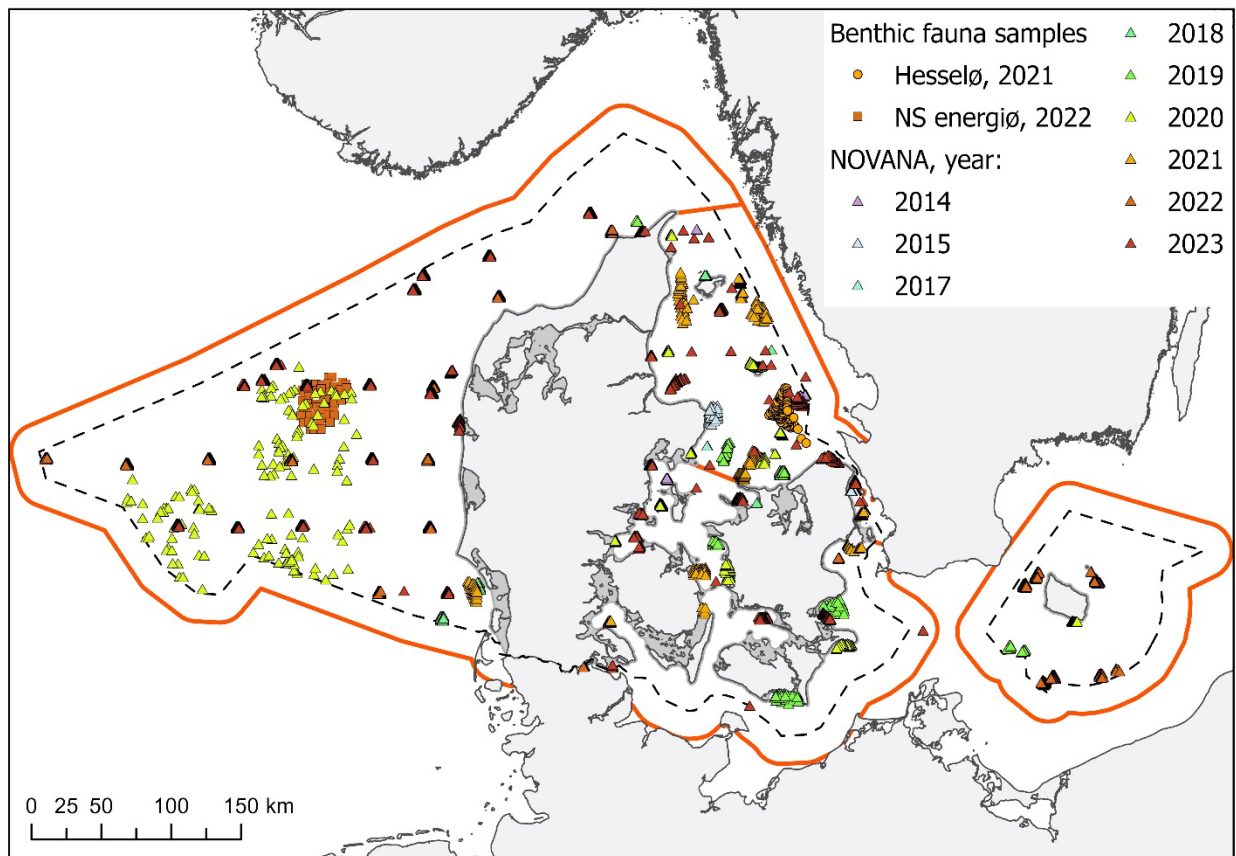 Benthic fauna samples
Hesselø, 2021
NS energiø, 2022
NOVANA, year:
2014
2015
2017
2018
2019
2020
2021
2022
2023
0 25 50 100 150 km